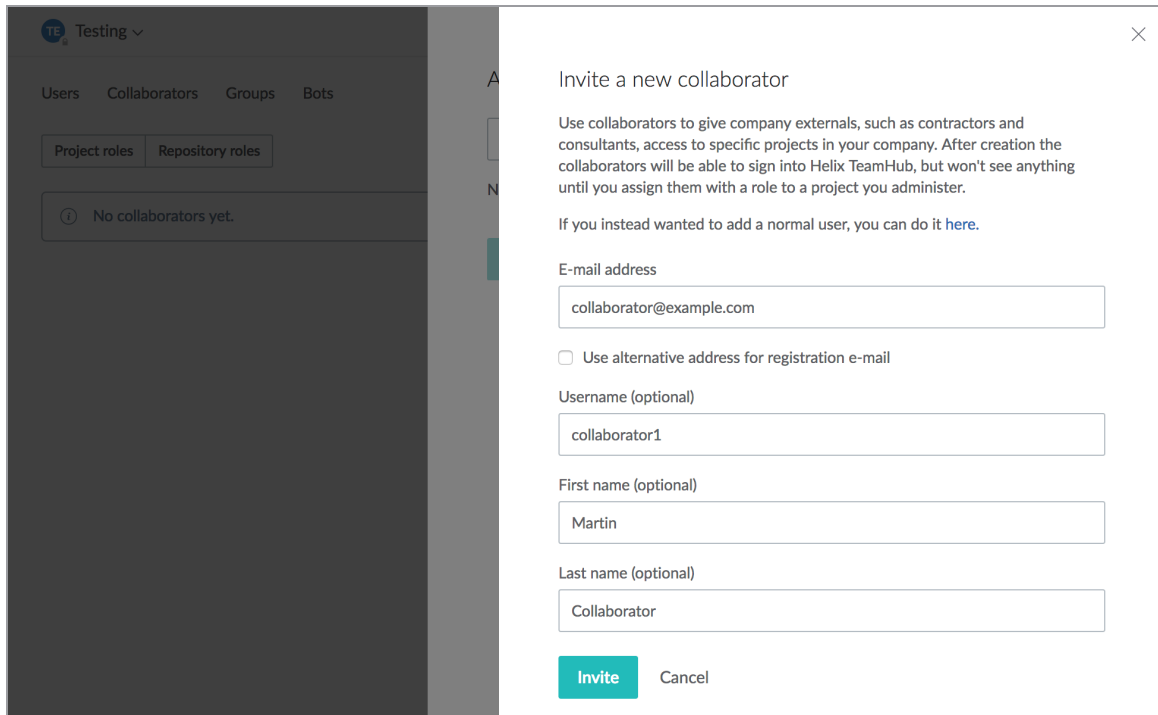 TE Testing
Users Collaborators Groups Bots
Project roles Repository roles
No collaborators yet.
A
N
Invite a new collaborator
Use collaborators to give company externals, such as contractors and
consultants, access to specific projects in your company. After creation the
collaborators will be able to sign into Helix TeamHub, but won't see anything
until you assign them with a role to a project you administer.
If you instead wanted to add a normal user, you can do it here.
E-mail address
collaborator@example.com
Use alternative address for registration e-mail
Username (optional)
collaborator1
First name (optional)
Martin
Last name (optional)
Collaborator
Invite Cancel